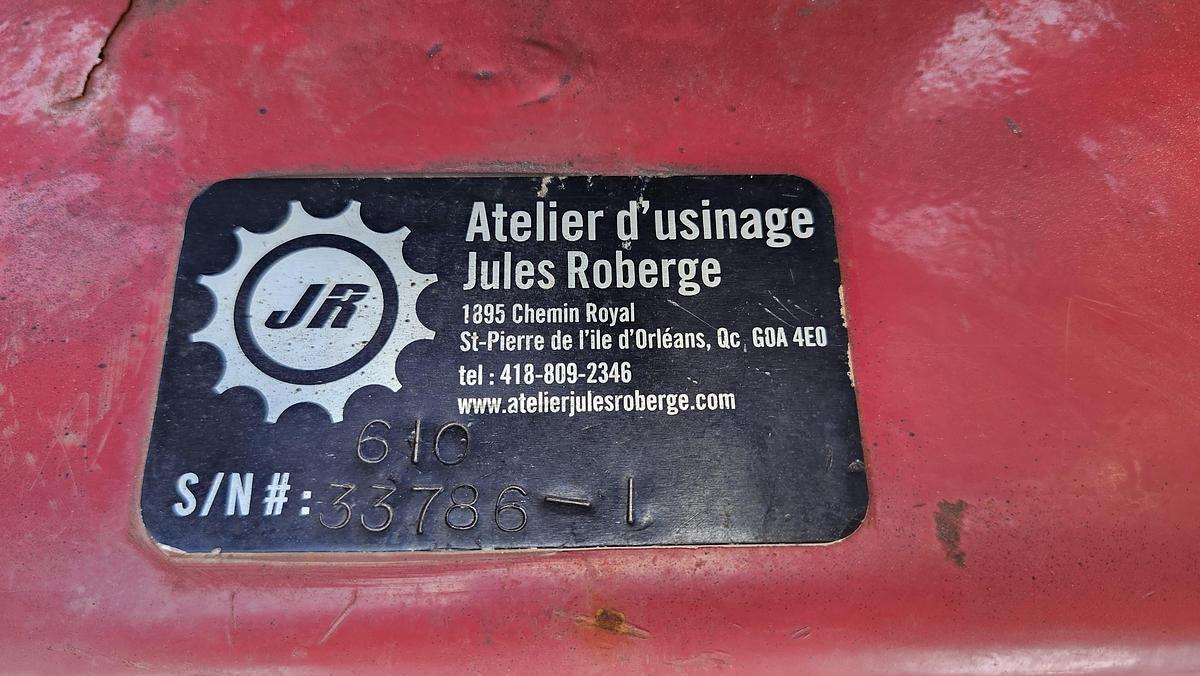 JR
Atelier d'usinage
Jules Roberge
1895 Chemin Royal
St-Pierre de l'ile d'Orléans, Qc, G0A 4E0
tel : 418-809-2346
www.atelierjulesroberge.com
610
S/N # : 33786-1